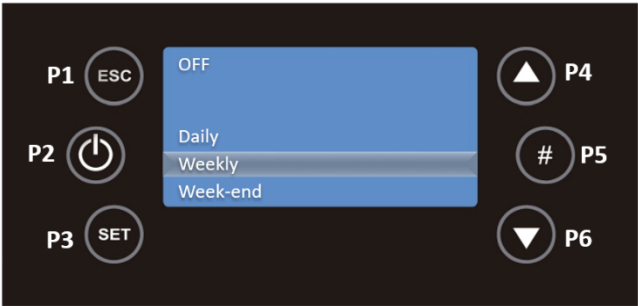 OFF
P1 ESC
P4
Daily
P2
Weekly
# P5
Week-end
P3 SET
P6